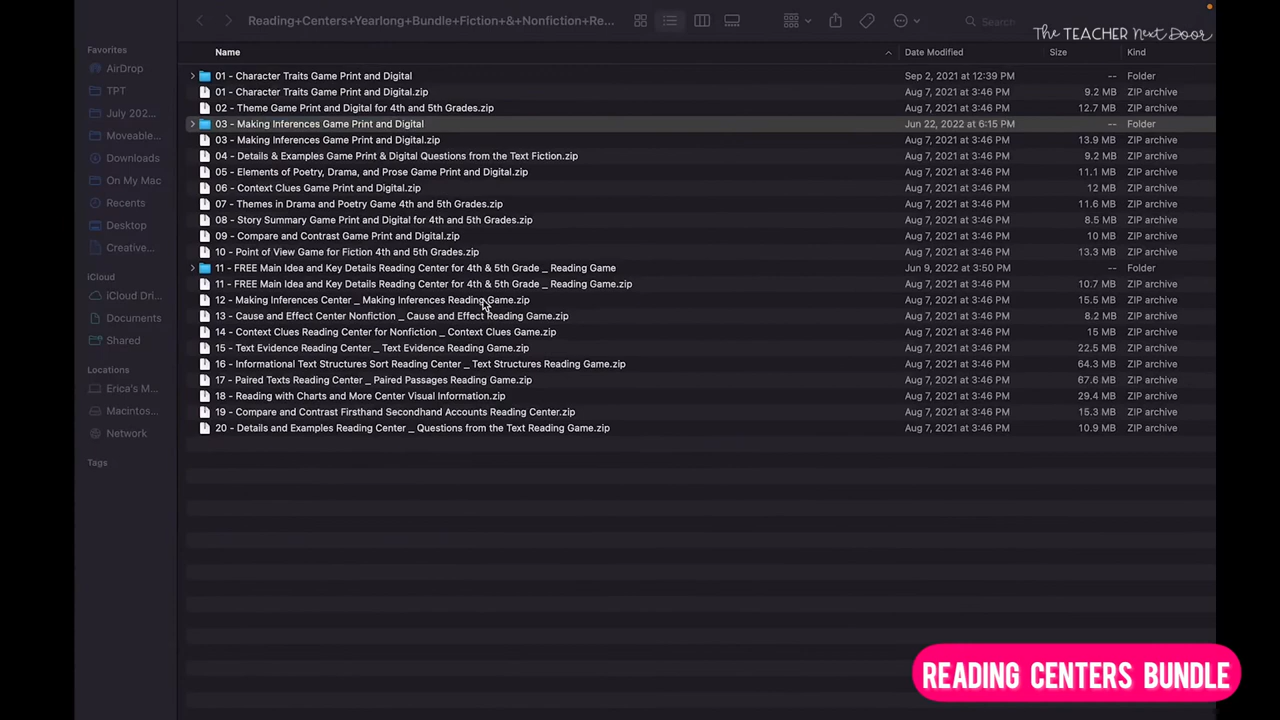 Reading+Centers+Yearlong+Bundle+Fiction+&+Nonfiction+Re...
Search
The TEACHER Next Door
Favorites
AirDrop
TPT
July 202...
Moveable...
Downloads
On My Mac
Recents
Desktop
Creative...
iCloud
iCloud Dri...
Documents
Shared
Locations
Erica's M...
Macintos...
Network
Tags
Name Date Modified Size Kind
01 - Character Traits Game Print and Digital Sep 2, 2021 at 12:39 PM -- Folder
01 - Character Traits Game Print and Digital.zip Aug 7, 2021 at 3:46 PM 9.2 MB ZIP archive
02 - Theme Game Print and Digital for 4th and 5th Grades.zip Aug 7, 2021 at 3:46 PM 12.7 MB ZIP archive
03 - Making Inferences Game Print and Digital Jun 22, 2022 at 6:15 PM -- Folder
03 - Making Inferences Game Print and Digital.zip Aug 7, 2021 at 3:46 PM 13.9 MB ZIP archive
04 - Details & Examples Game Print & Digital Questions from the Text Fiction.zip Aug 7, 2021 at 3:46 PM 9.2 MB ZIP archive
05 - Elements of Poetry, Drama, and Prose Game Print and Digital.zip Aug 7, 2021 at 3:46 PM 11.1 MB ZIP archive
06 - Context Clues Game Print and Digital.zip Aug 7, 2021 at 3:46 PM 12 MB ZIP archive
07 - Themes in Drama and Poetry Game 4th and 5th Grades.zip Aug 7, 2021 at 3:46 PM 11.6 MB ZIP archive
08 - Story Summary Game Print and Digital for 4th and 5th Grades.zip Aug 7, 2021 at 3:46 PM 8.5 MB ZIP archive
09 - Compare and Contrast Game Print and Digital.zip Aug 7, 2021 at 3:46 PM 10 MB ZIP archive
10 - Point of View Game for Fiction 4th and 5th Grades.zip Aug 7, 2021 at 3:46 PM 13.3 MB ZIP archive
11 - FREE Main Idea and Key Details Reading Center for 4th & 5th Grade _ Reading Game Jun 9, 2022 at 3:50 PM -- Folder
11 - FREE Main Idea and Key Details Reading Center for 4th & 5th Grade _ Reading Game.zip Aug 7, 2021 at 3:46 PM 10.7 MB ZIP archive
12 - Making Inferences Center _ Making Inferences Reading Game.zip Aug 7, 2021 at 3:46 PM 15.5 MB ZIP archive
13 - Cause and Effect Center Nonfiction _ Cause and Effect Reading Game.zip Aug 7, 2021 at 3:46 PM 8.2 MB ZIP archive
14 - Context Clues Reading Center for Nonfiction _ Context Clues Game.zip Aug 7, 2021 at 3:46 PM 15 MB ZIP archive
15 - Text Evidence Reading Center _ Text Evidence Reading Game.zip Aug 7, 2021 at 3:46 PM 22.5 MB ZIP archive
16 - Informational Text Structures Sort Reading Centers _ Text Structures Reading Game.zip Aug 7, 2021 at 3:46 PM 64.3 MB ZIP archive
17 - Paired Texts Reading Center _ Paired Passages Reading Game.zip Aug 7, 2021 at 3:46 PM 67.6 MB ZIP archive
18 - Reading with Charts and More Center Visual Information.zip Aug 7, 2021 at 3:46 PM 29.4 MB ZIP archive
19 - Compare and Contrast Firsthand Secondhand Accounts Reading Center.zip Aug 7, 2021 at 3:46 PM 15.3 MB ZIP archive
20 - Details and Examples Reading Center _ Questions from the Text Reading Game.zip Aug 7, 2021 at 3:46 PM 10.9 MB ZIP archive
READING CENTERS BUNDLE